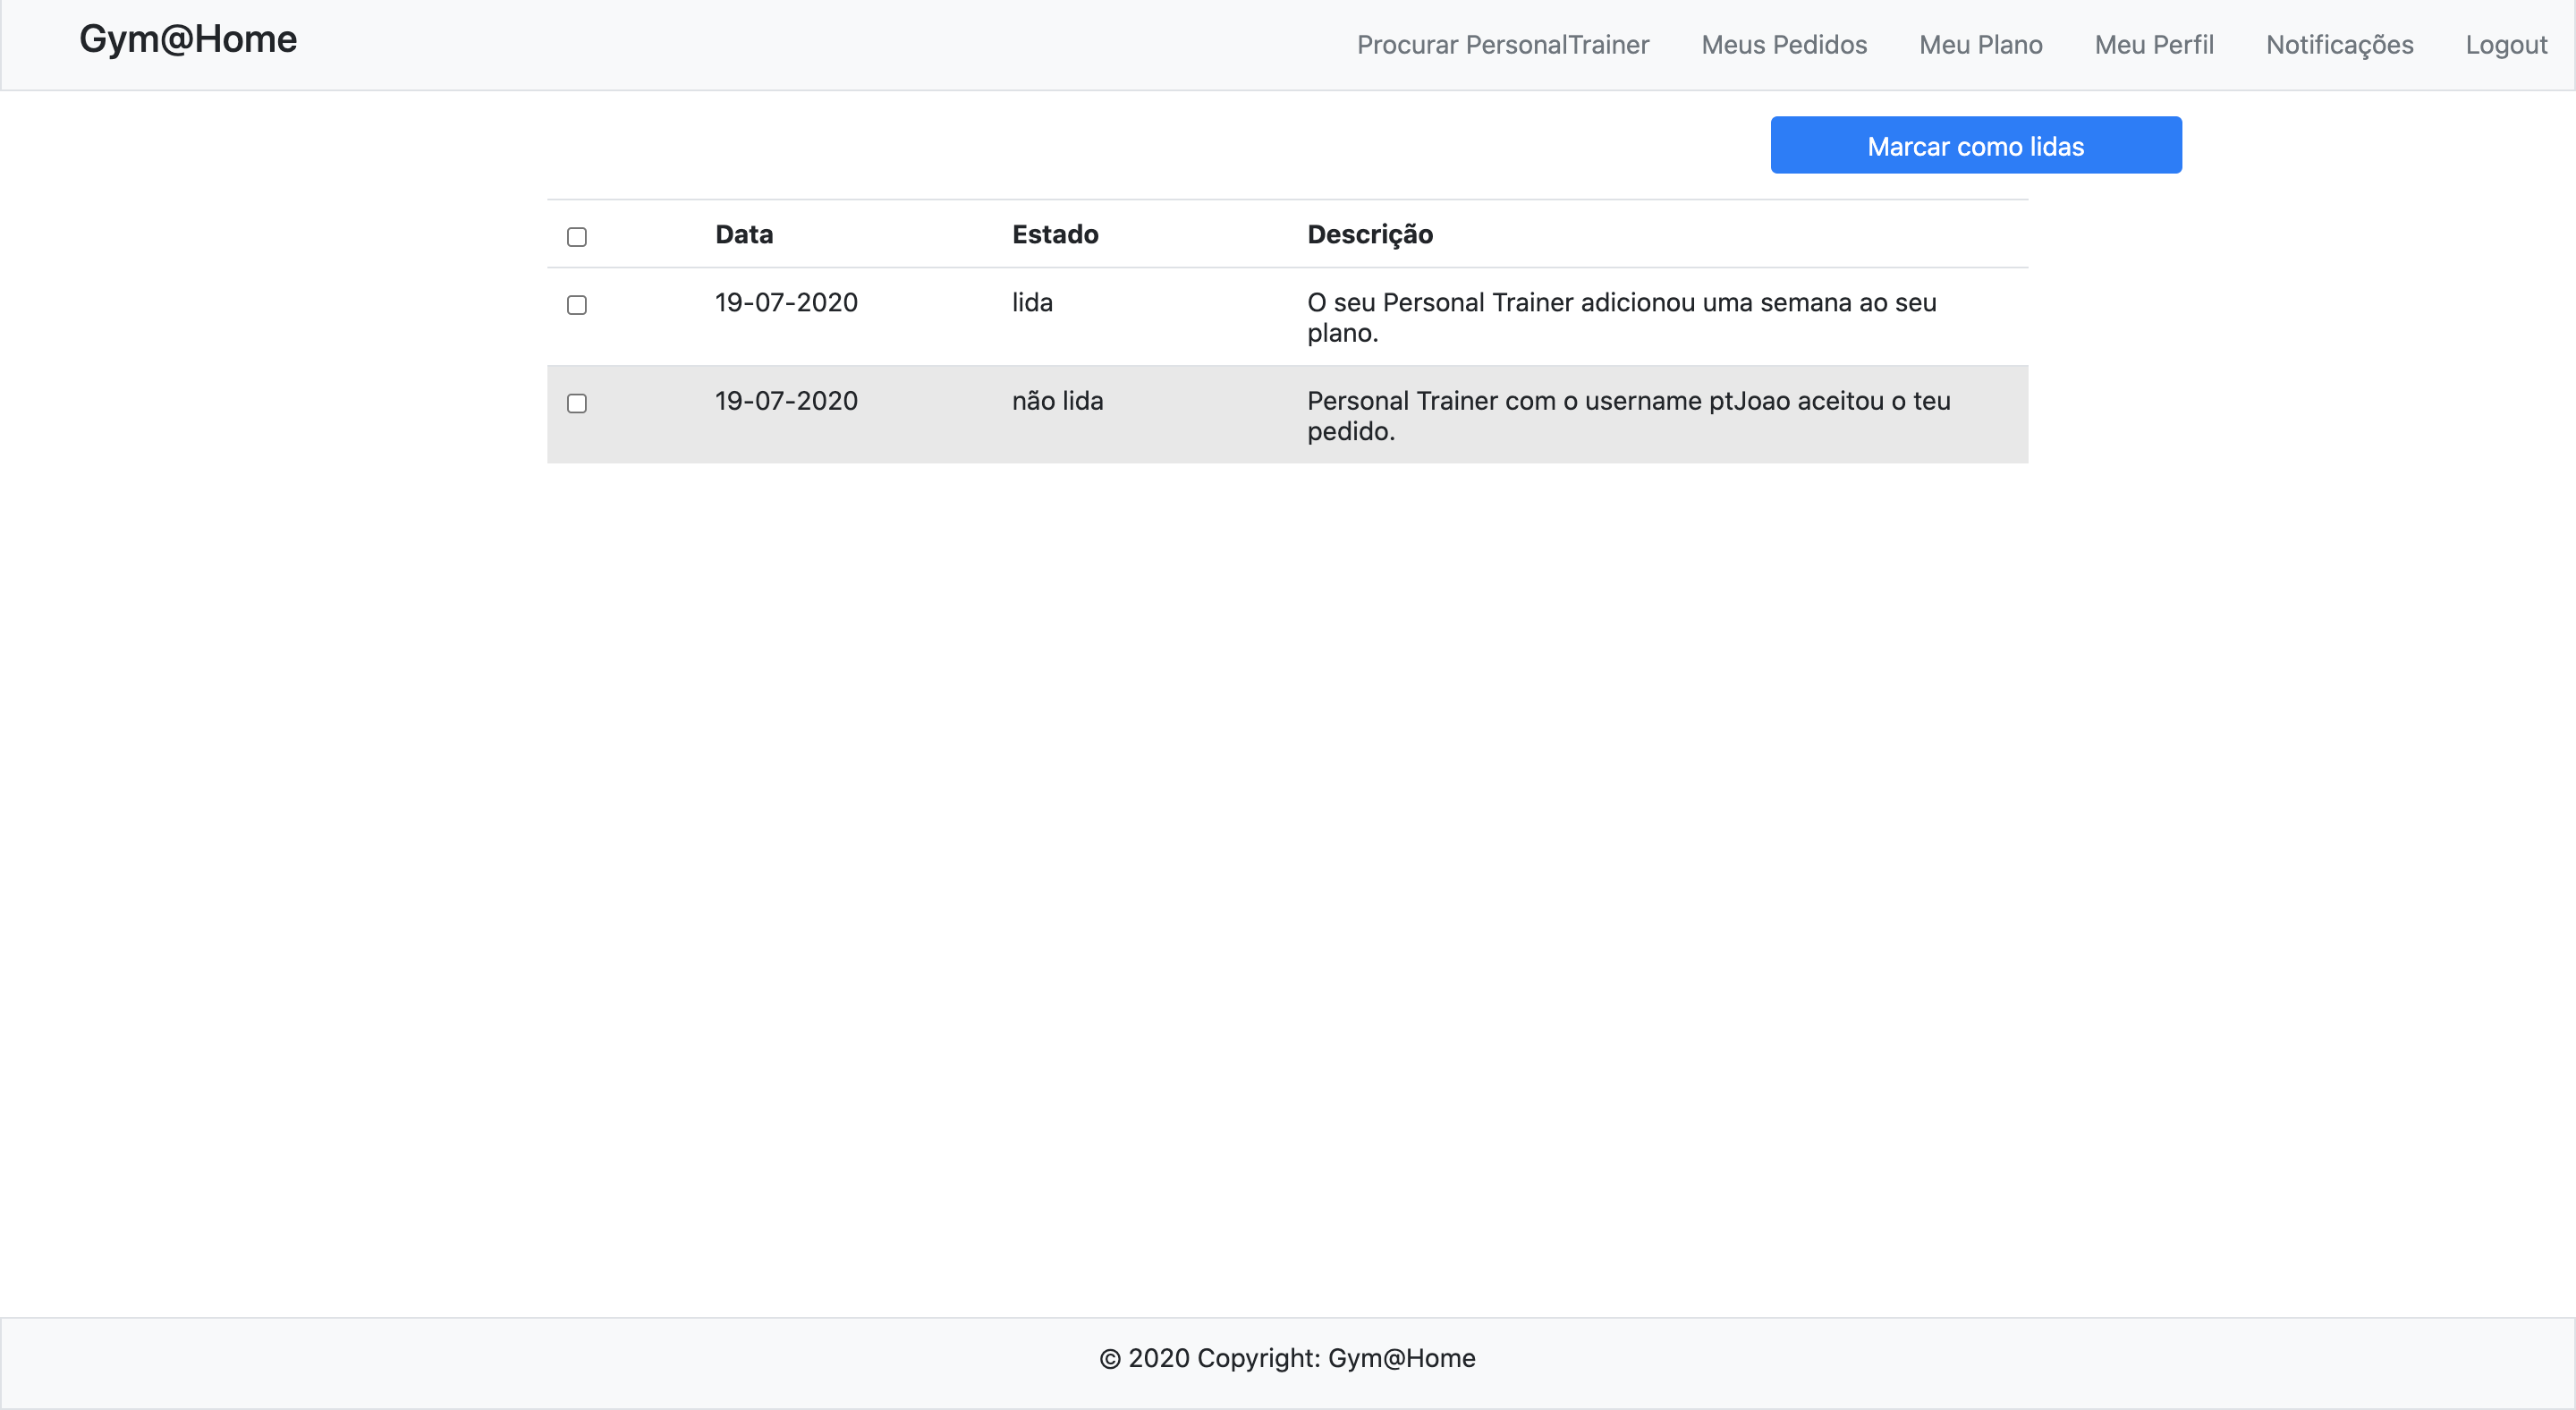 Gym@Home
Procurar PersonalTrainer Meus Pedidos Meu Plano Meu Perfil Notificações Logout
Marcar como lidas
Data Estado Descrição
19-07-2020 lida O seu Personal Trainer adicionou uma semana ao seu
plano.
19-07-2020 não lida Personal Trainer com o username ptJoao aceitou o teu
pedido.
© 2020 Copyright: Gym@Home